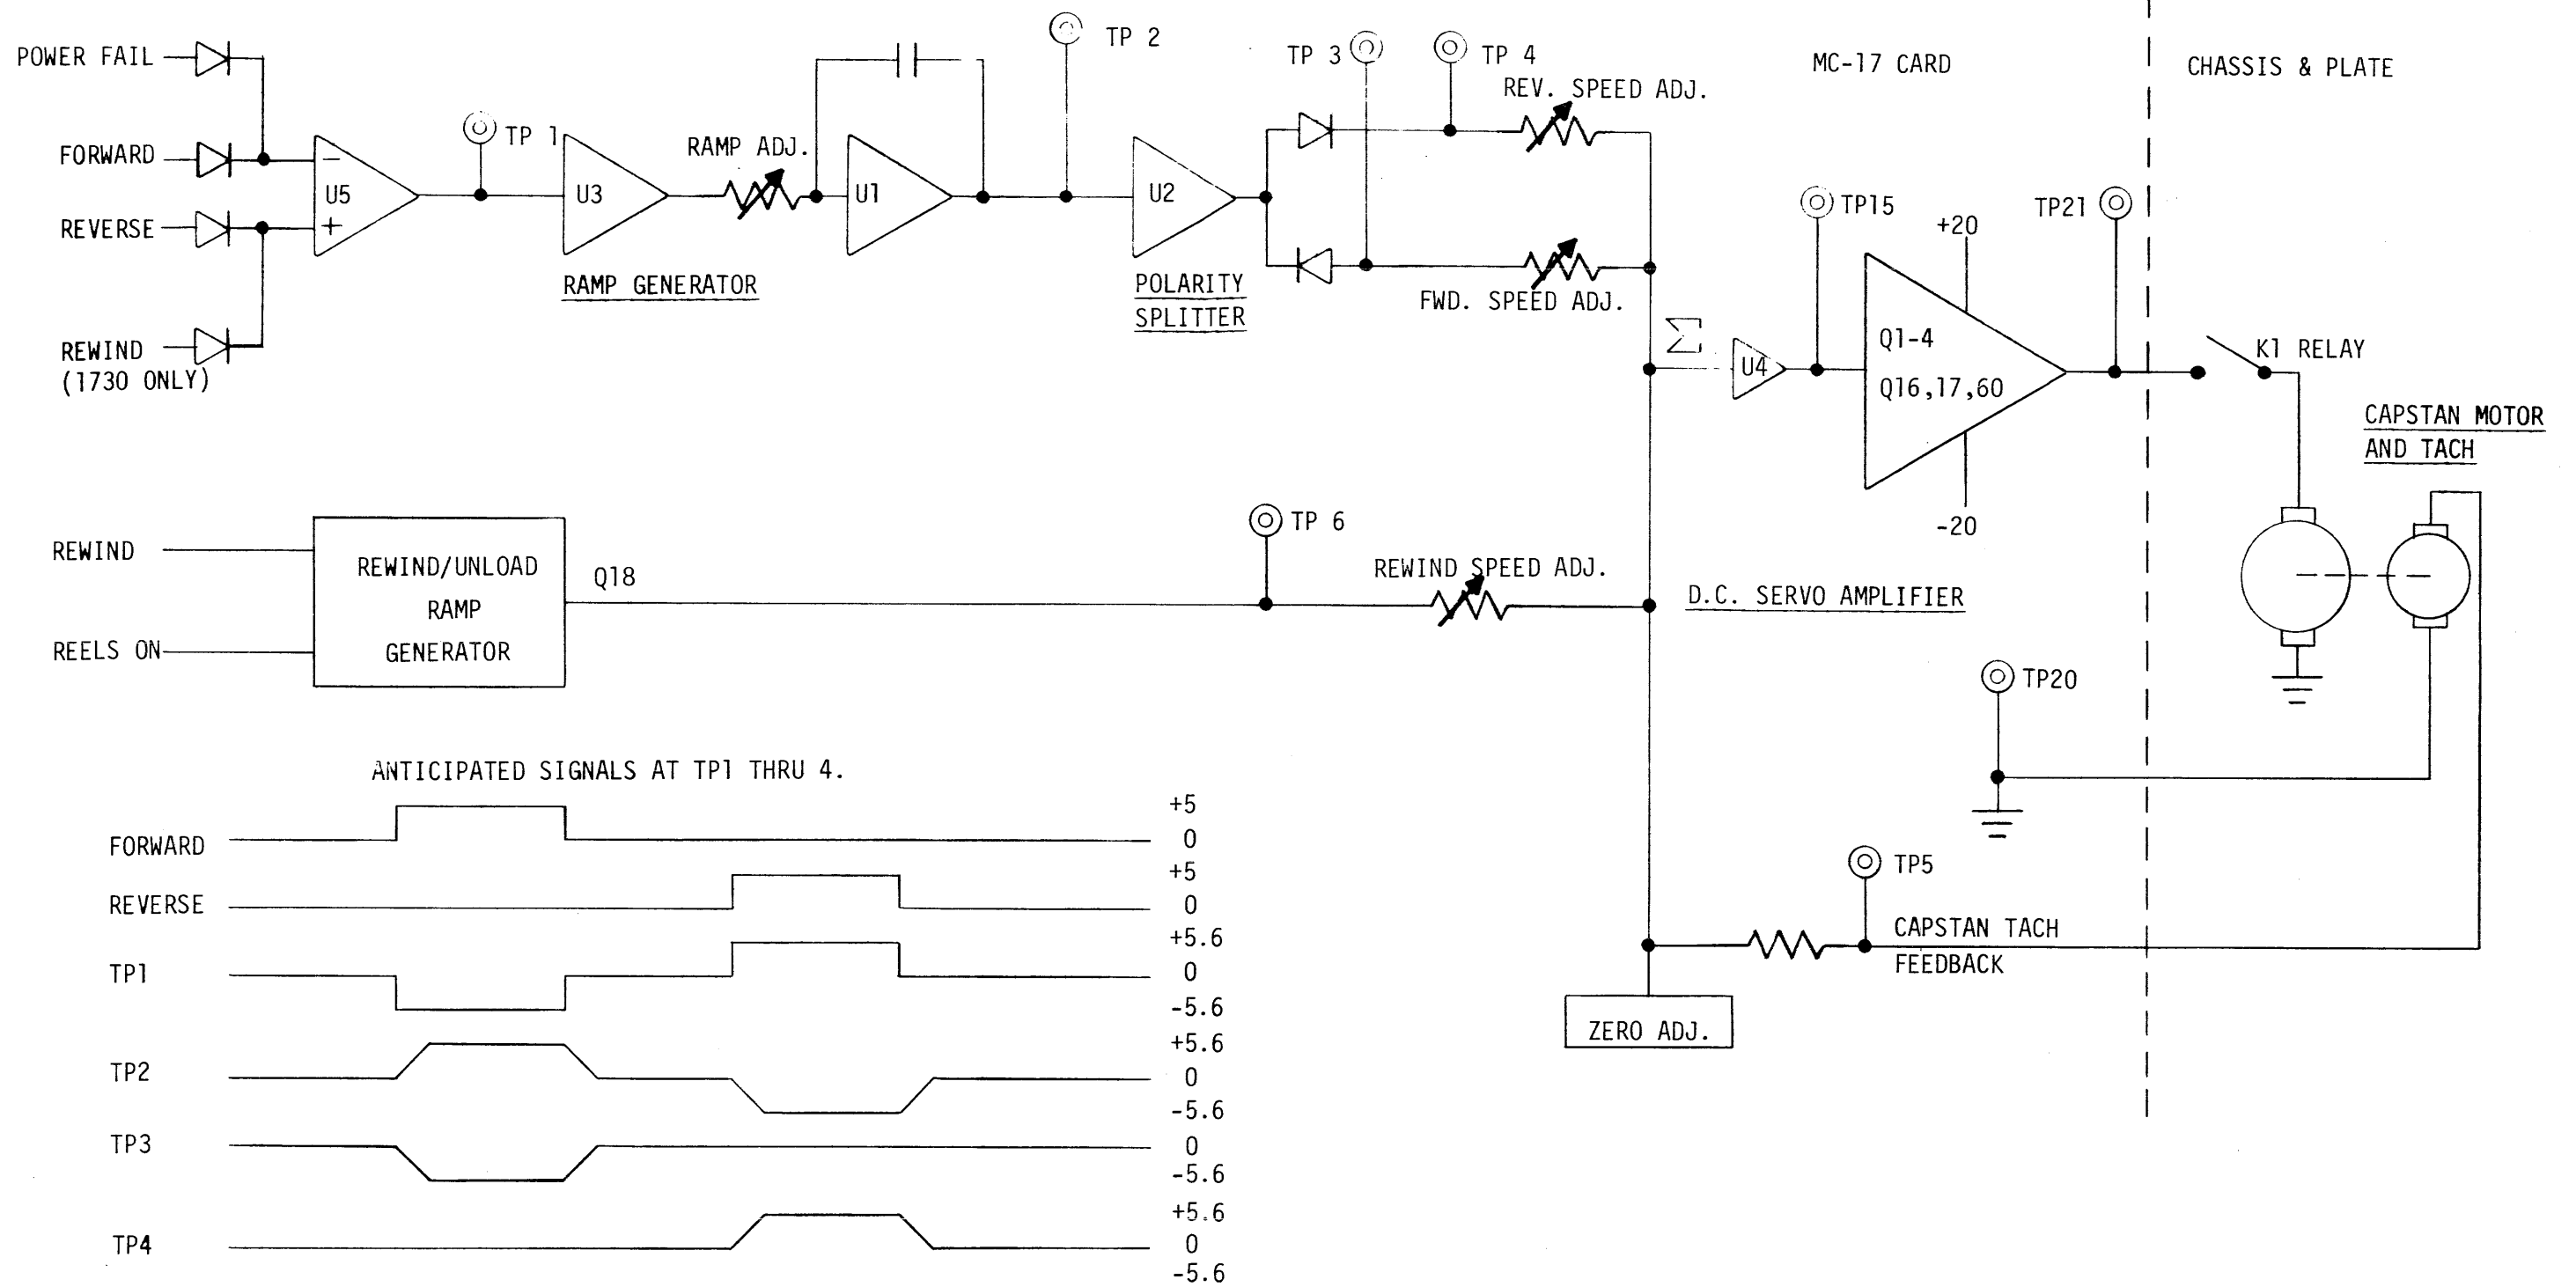 POWER FAIL
FORWARD
REVERSE
REWIND
(1730 ONLY)
−
U5
+
TP 1
U3
RAMP ADJ.
U1
RAMP GENERATOR
TP 2
U2
POLARITY
SPLITTER
TP 3
TP 4
REV. SPEED ADJ.
FWD. SPEED ADJ.
MC-17 CARD
CHASSIS & PLATE
Σ
U4
TP15
+20
Q1-4
Q16,17,60
-20
TP21
K1 RELAY
CAPSTAN MOTOR
AND TACH
D.C. SERVO AMPLIFIER
REWIND
REELS ON
REWIND/UNLOAD
RAMP
GENERATOR
Q18
TP 6
REWIND SPEED ADJ.
TP20
TP5
CAPSTAN TACH
FEEDBACK
ZERO ADJ.
ANTICIPATED SIGNALS AT TP1 THRU 4.
FORWARD
+5
0
REVERSE
+5
0
TP1
+5.6
0
-5.6
TP2
+5.6
0
-5.6
TP3
0
-5.6
TP4
+5.6
0
-5.6